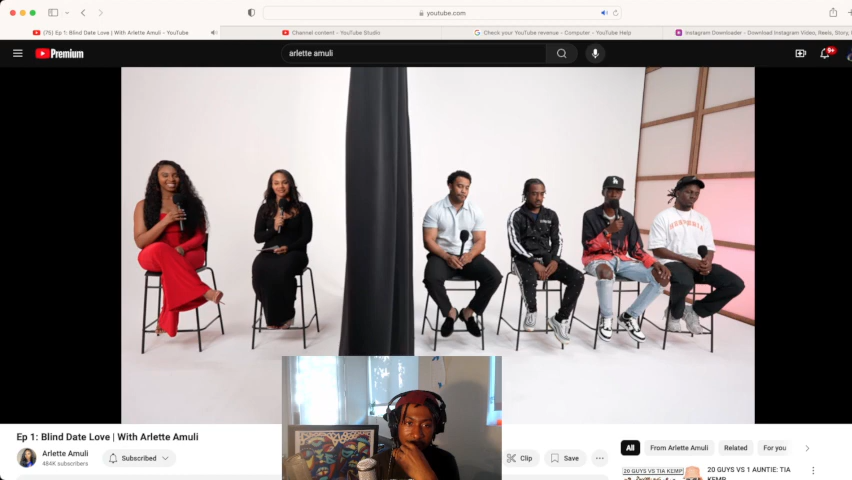 youtube.com
(75) Ep 1: Blind Date Love | With Arlette Amuli - YouTube
Channel content - YouTube Studio
Check your YouTube revenue - Computer - YouTube Help
Instagram Downloader - Download Instagram Video, Reels, Story,
Premium
arlette amuli
9+
Ep 1: Blind Date Love | With Arlette Amuli
Arlette Amuli
484K subscribers
Subscribed
Clip
Save
All
From Arlette Amuli
Related
For you
20 GUYS VS TIA KEMP
20 GUYS VS 1 AUNTIE: TIA
KEMP